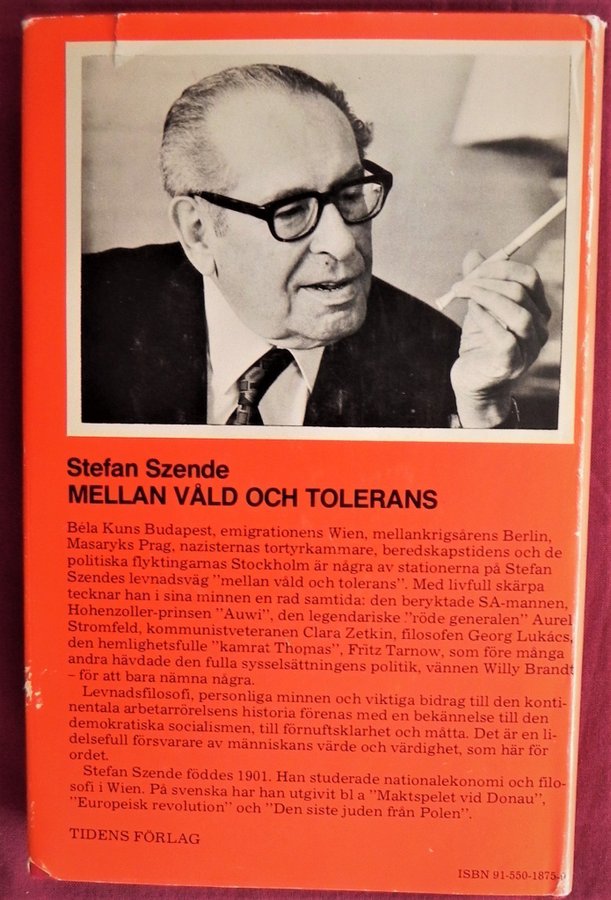 Stefan Szende
MELLAN VÅLD OCH TOLERANS
Béla Kuns Budapest, emigrationens Wien, mellankrigsårens Berlin,
Masaryks Prag, nazisternas tortyrkammare, beredskapstidens och de
politiska flyktingarnas Stockholm är några av stationerna på Stefan
Szendes levnadsväg "mellan våld och tolerans". Med livfull skärpa
tecknar han i sina minnen en rad samtida: den beryktade SA-mannen,
Hohenzoller-prinsen "Auwi", den legendariske "röde generalen" Aurel
Stromfeld, kommunistveteranen Clara Zetkin, filosofen Georg Lukács,
den hemlighetsfulle "kamrat Thomas", Fritz Tarnow, som före många
andra hävdade den fulla sysselsättningens politik, vännen Willy Brandt
– för att bara nämna några.
Levnadsfilosofi, personliga minnen och viktiga bidrag till den konti-
nentala arbetarrörelsens historia förenas med en bekännelse till den
demokratiska socialismen, till förnuftsklarhet och måtta. Det är en li-
delsefull försvarare av människans värde och värdighet, som här för
ordet.
Stefan Szende föddes 1901. Han studerade nationalekonomi och filo-
sofi i Wien. På svenska har han utgivit bl a "Maktspelet vid Donau",
"Europeisk revolution" och "Den siste juden från Polen".
TIDENS FÖRLAG
ISBN 91-550-1875-